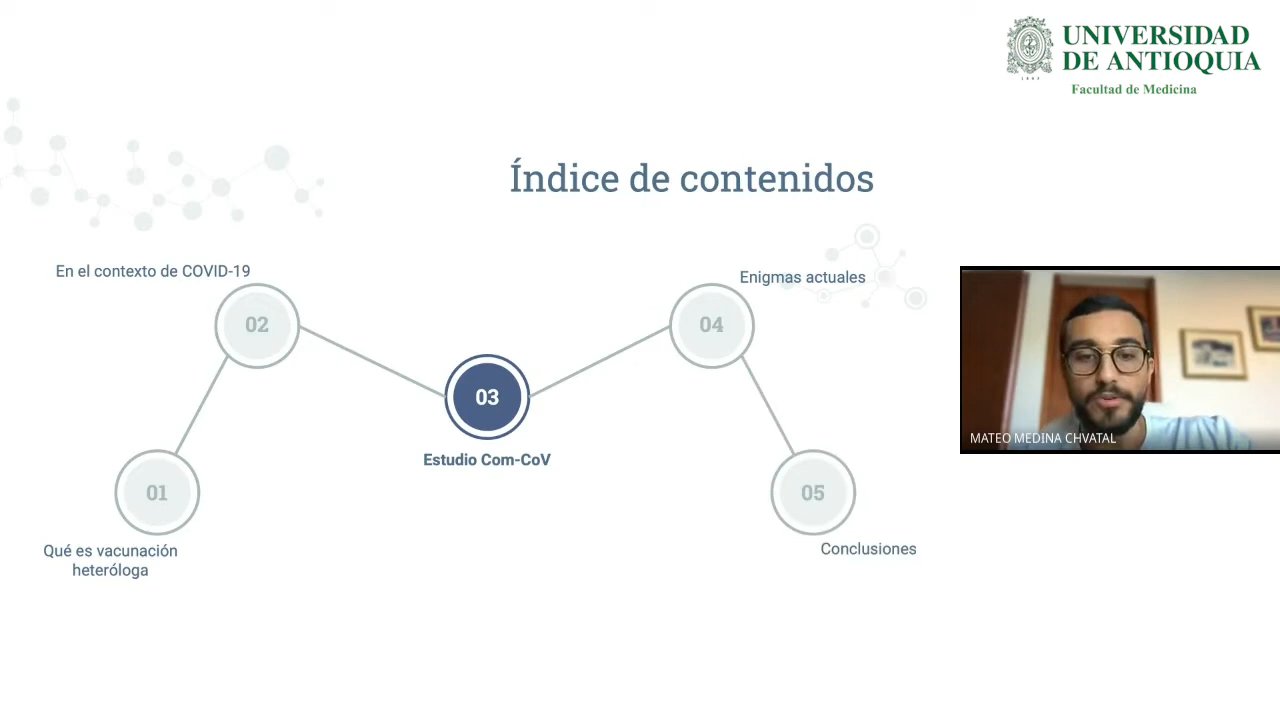 UNIVERSIDAD
DE ANTIOQUIA
1803
Facultad de Medicina
Índice de contenidos
En el contexto de COVID-19
02
Enigmas actuales
04
03
Estudio Com-CoV
01
Qué es vacunación
heteróloga
05
Conclusiones
MATEO MEDINA CHVATAL